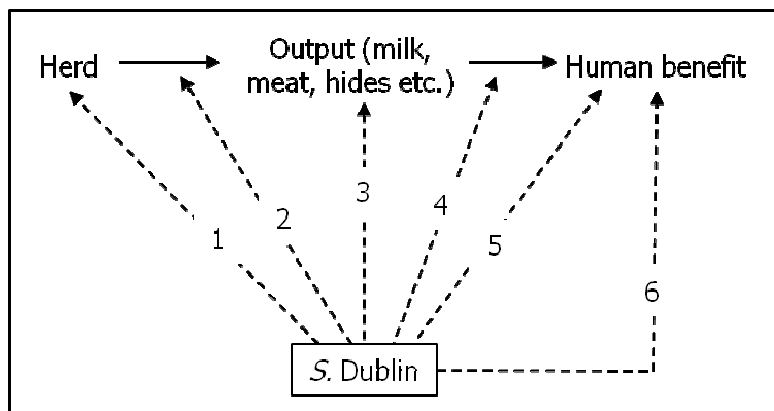 Herd
Output (milk,
meat, hides etc.)
Human benefit
1
2
3
4
5
6
S. Dublin